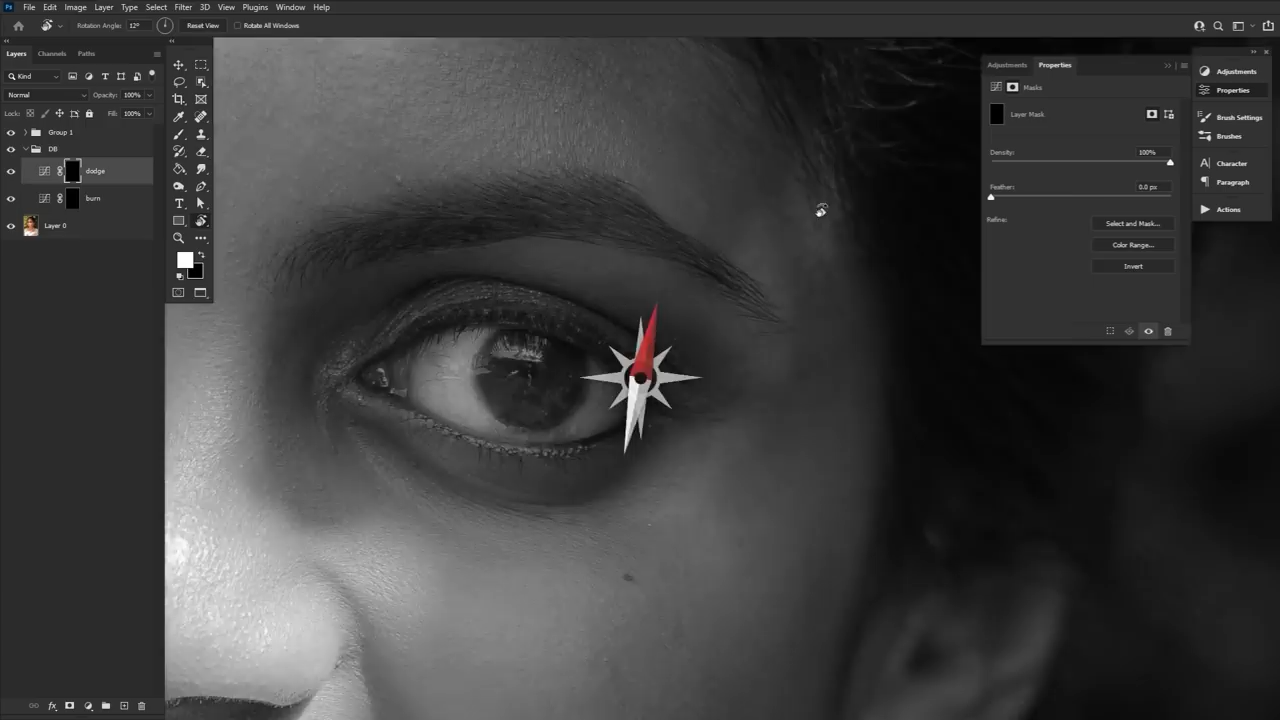 Ps File Edit Image Layer Type Select Filter 3D View Plugins Window Help
Rotation Angle: 12° Reset View Rotate All Windows
Layers Channels Paths
Kind
Normal Opacity: 100%
Lock: Fill: 100%
Group 1
DB
dodge
burn
Layer 0
Adjustments Properties
Masks
Layer Mask
Density: 100%
Feather: 0.0 px
Refine:
Select and Mask...
Color Range...
Invert
Adjustments
Properties
Brush Settings
Brushes
Character
Paragraph
Actions